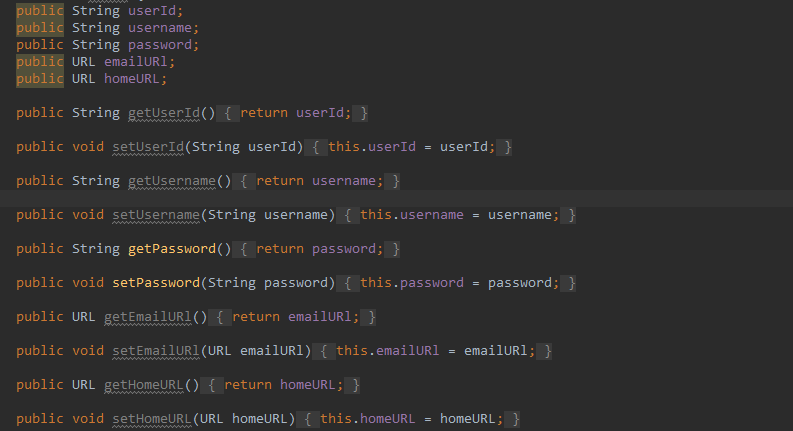 public String userId;
public String username;
public String password;
public URL emailURl;
public URL homeURL;
public String getUserId() { return userId; }
public void setUserId(String userId) { this.userId = userId; }
public String getUsername() { return username; }
public void setUsername(String username) { this.username = username; }
public String getPassword() { return password; }
public void setPassword(String password) { this.password = password; }
public URL getEmailURl() { return emailURl; }
public void setEmailURl(URL emailURl) { this.emailURl = emailURl; }
public URL getHomeURL() { return homeURL; }
public void setHomeURL(URL homeURL) { this.homeURL = homeURL; }